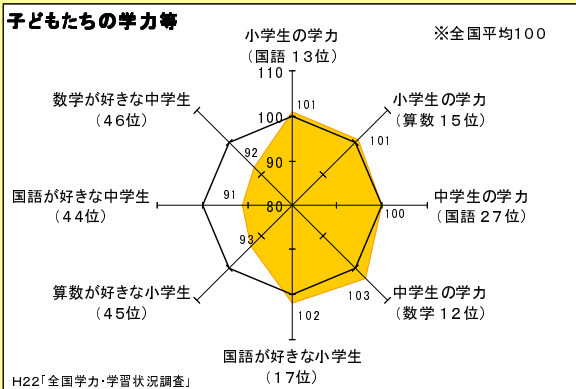 子どもたちの学力等
※全国平均100
小学生の学力
（国語 13位）
小学生の学力
（算数 15位）
中学生の学力
（国語 27位）
中学生の学力
（数学 12位）
国語が好きな小学生
（17位）
算数が好きな小学生
（45位）
国語が好きな中学生
（44位）
数学が好きな中学生
（46位）
110
100
90
80
101
101
100
103
102
93
91
92
H22「全国学力・学習状況調査」